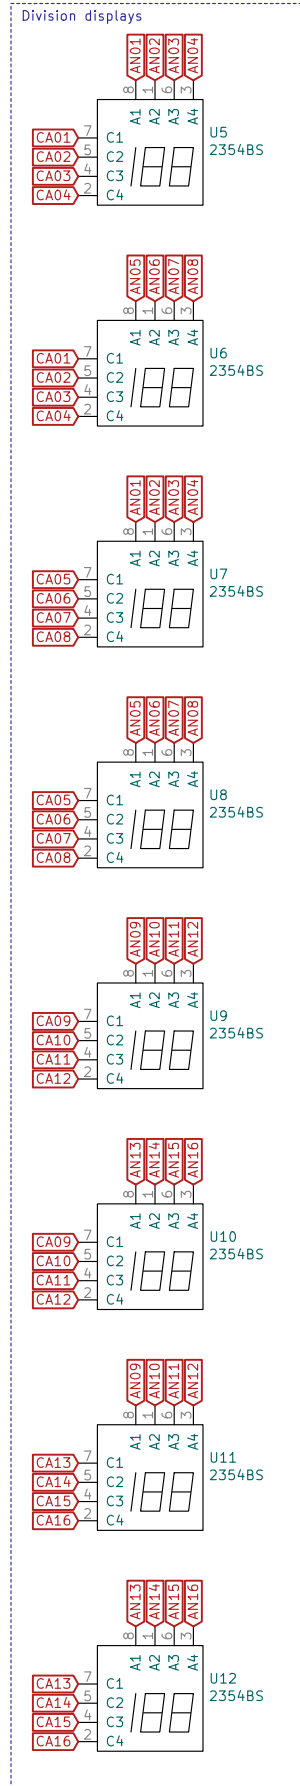 Division displays
AN01 AN02 AN03 AN04
8 1 6 3
A1 A2 A3 A4
U5
2354BS
CA01 7 C1
CA02 5 C2
CA03 4 C3
CA04 2 C4
AN05 AN06 AN07 AN08
8 1 6 3
A1 A2 A3 A4
U6
2354BS
CA01 7 C1
CA02 5 C2
CA03 4 C3
CA04 2 C4
AN01 AN02 AN03 AN04
8 1 6 3
A1 A2 A3 A4
U7
2354BS
CA05 7 C1
CA06 5 C2
CA07 4 C3
CA08 2 C4
AN05 AN06 AN07 AN08
8 1 6 3
A1 A2 A3 A4
U8
2354BS
CA05 7 C1
CA06 5 C2
CA07 4 C3
CA08 2 C4
AN09 AN10 AN11 AN12
8 1 6 3
A1 A2 A3 A4
U9
2354BS
CA09 7 C1
CA10 5 C2
CA11 4 C3
CA12 2 C4
AN13 AN14 AN15 AN16
8 1 6 3
A1 A2 A3 A4
U10
2354BS
CA09 7 C1
CA10 5 C2
CA11 4 C3
CA12 2 C4
AN09 AN10 AN11 AN12
8 1 6 3
A1 A2 A3 A4
U11
2354BS
CA13 7 C1
CA14 5 C2
CA15 4 C3
CA16 2 C4
AN13 AN14 AN15 AN16
8 1 6 3
A1 A2 A3 A4
U12
2354BS
CA13 7 C1
CA14 5 C2
CA15 4 C3
CA16 2 C4